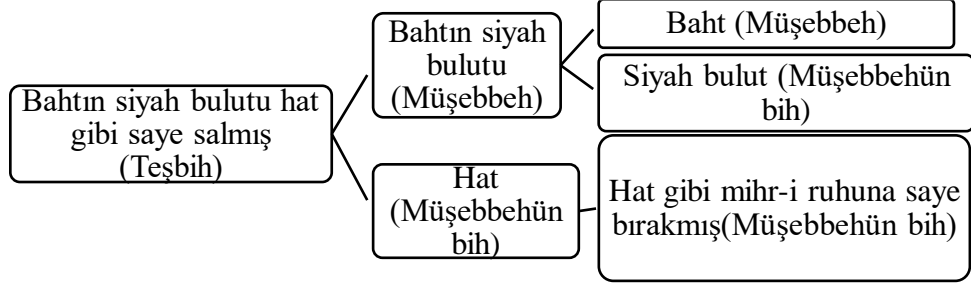 Bahtın siyah bulutu hat
gibi saye salmış
(Teşbih)
Bahtın siyah
bulutu
(Müşebbeh)
Baht (Müşebbeh)
Siyah bulut (Müşebbehün
bih)
Hat
(Müşebbehün
bih)
Hat gibi mihr-i ruhuna saye
bırakmış(Müşebbehün bih)